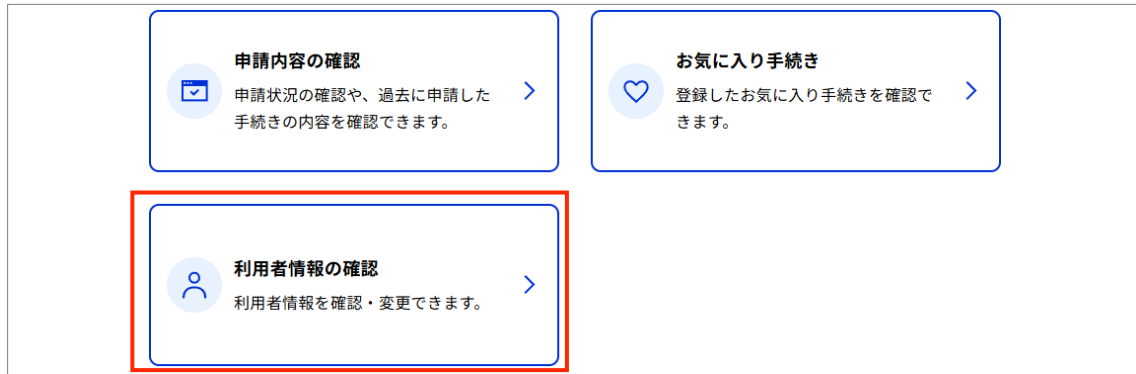 申請内容の確認
申請状況の確認や、過去に申請した
手続きの内容を確認できます。
お気に入り手続き
登録したお気に入り手続きを確認で
きます。
利用者情報の確認
利用者情報を確認・変更できます。